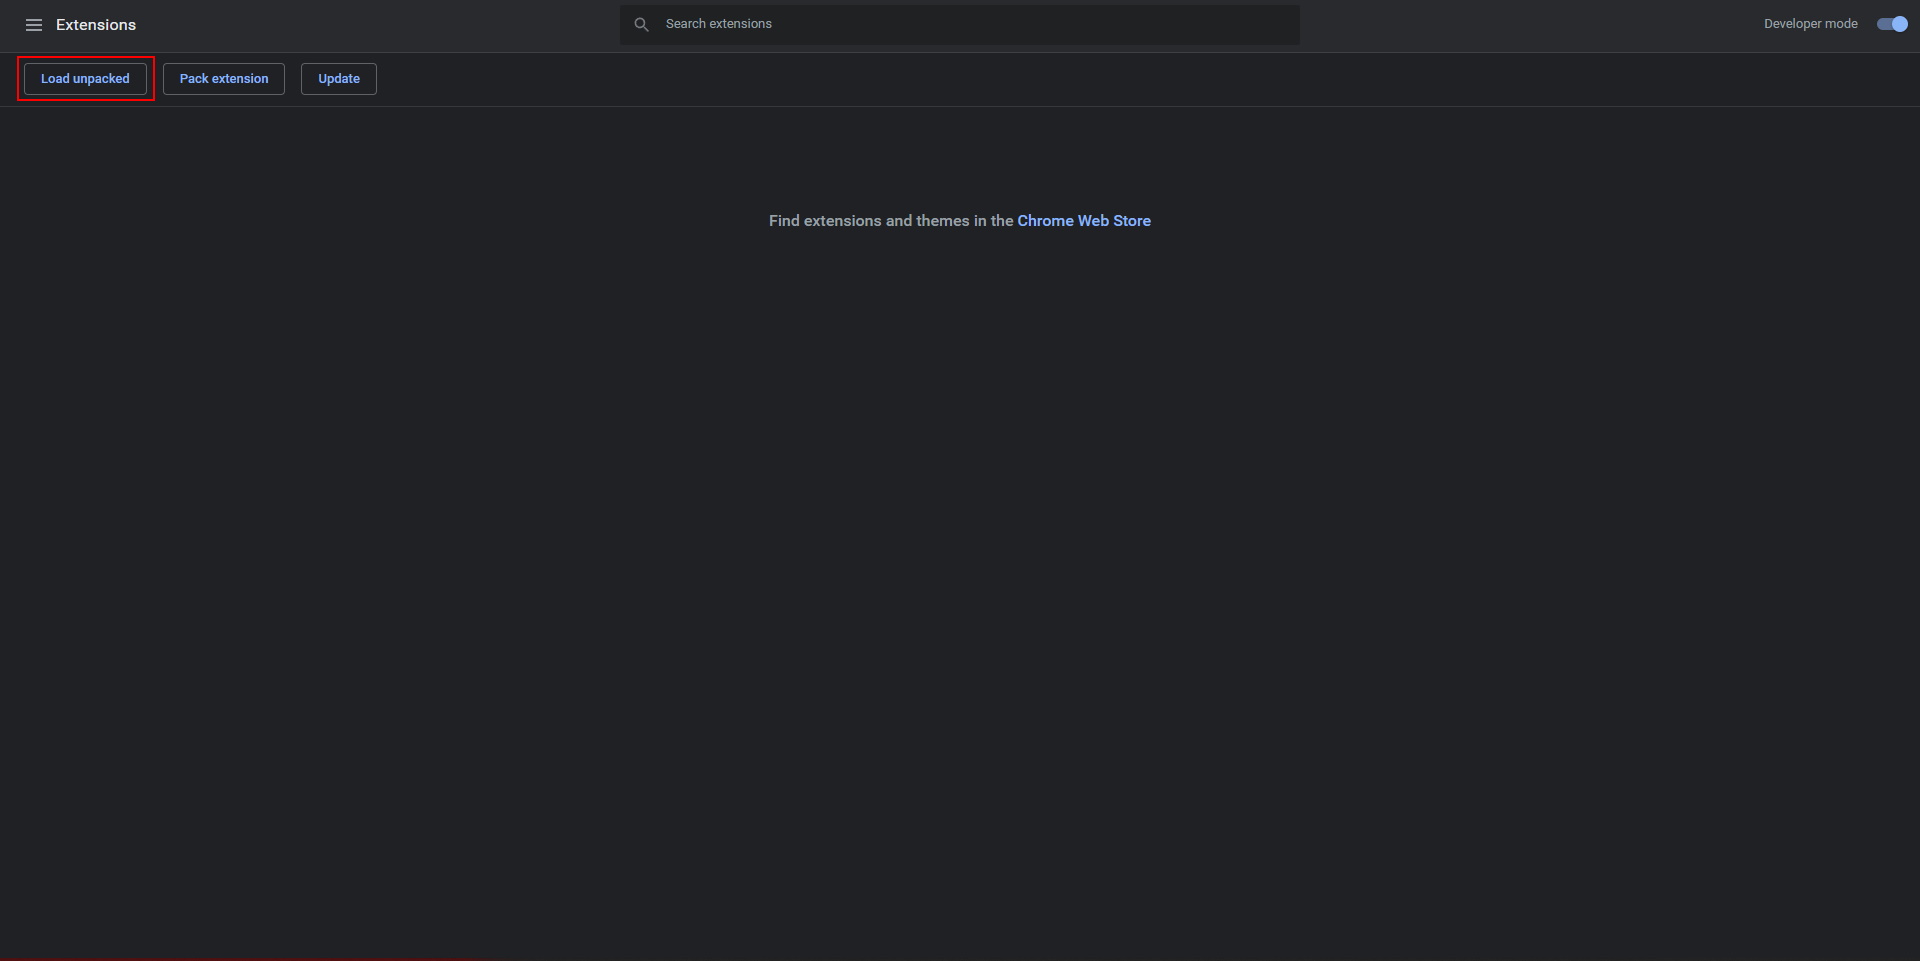 Extensions
Search extensions
Developer mode
Load unpacked
Pack extension
Update
Find extensions and themes in the Chrome Web Store